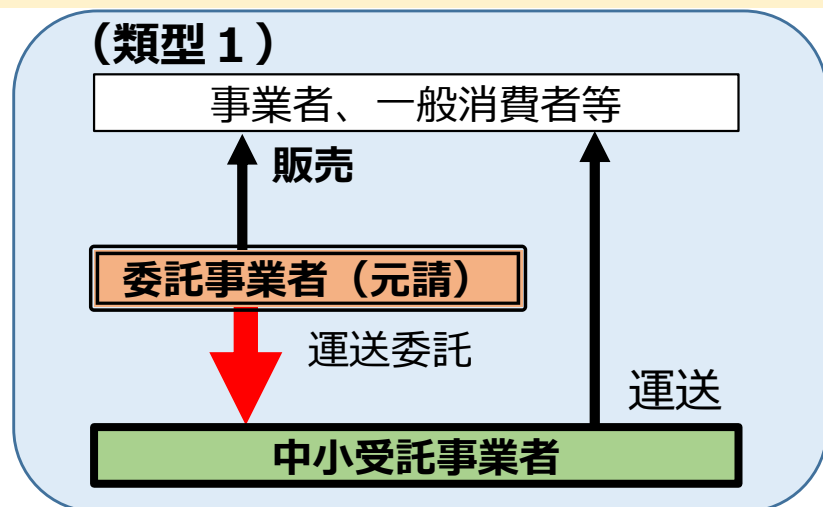 （類型１）
事業者、一般消費者等
販売
委託事業者（元請）
運送委託
運送
中小受託事業者